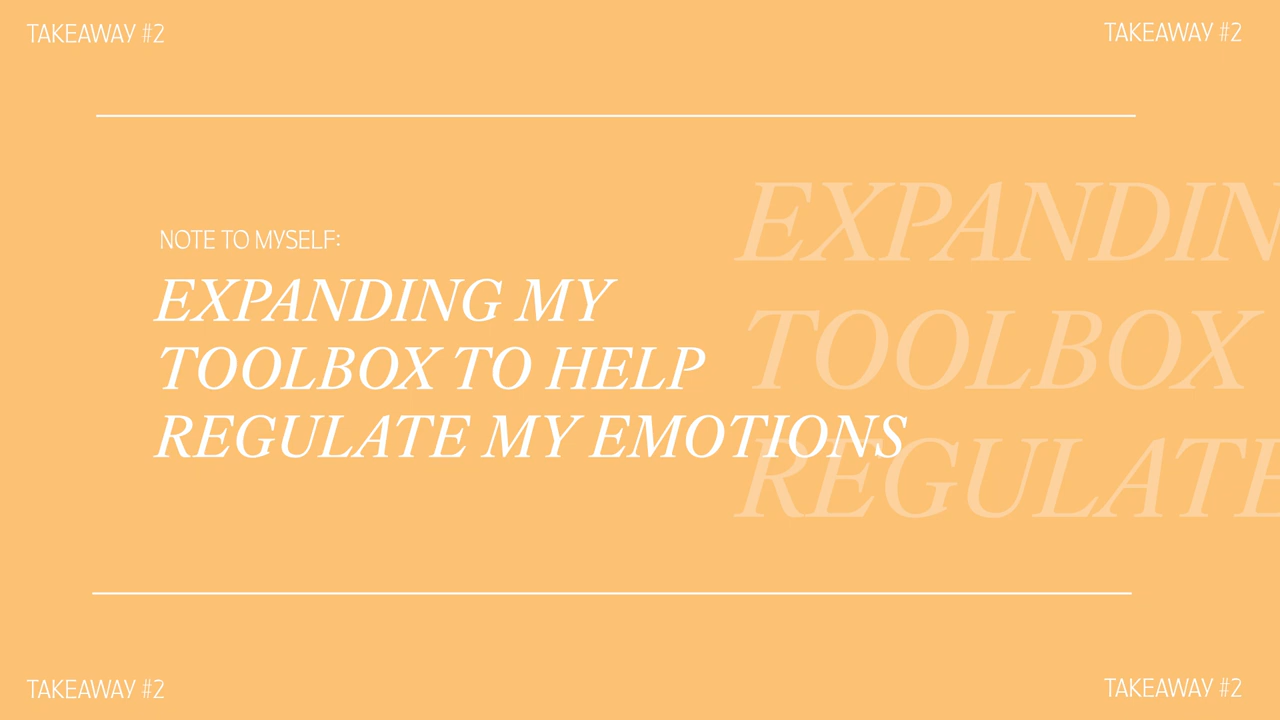 TAKEAWAY #2
TAKEAWAY #2
NOTE TO MYSELF:
EXPANDING MY
TOOLBOX TO HELP
REGULATE MY EMOTIONS
EXPANDIN
TOOLBOX
REGULATE
TAKEAWAY #2
TAKEAWAY #2